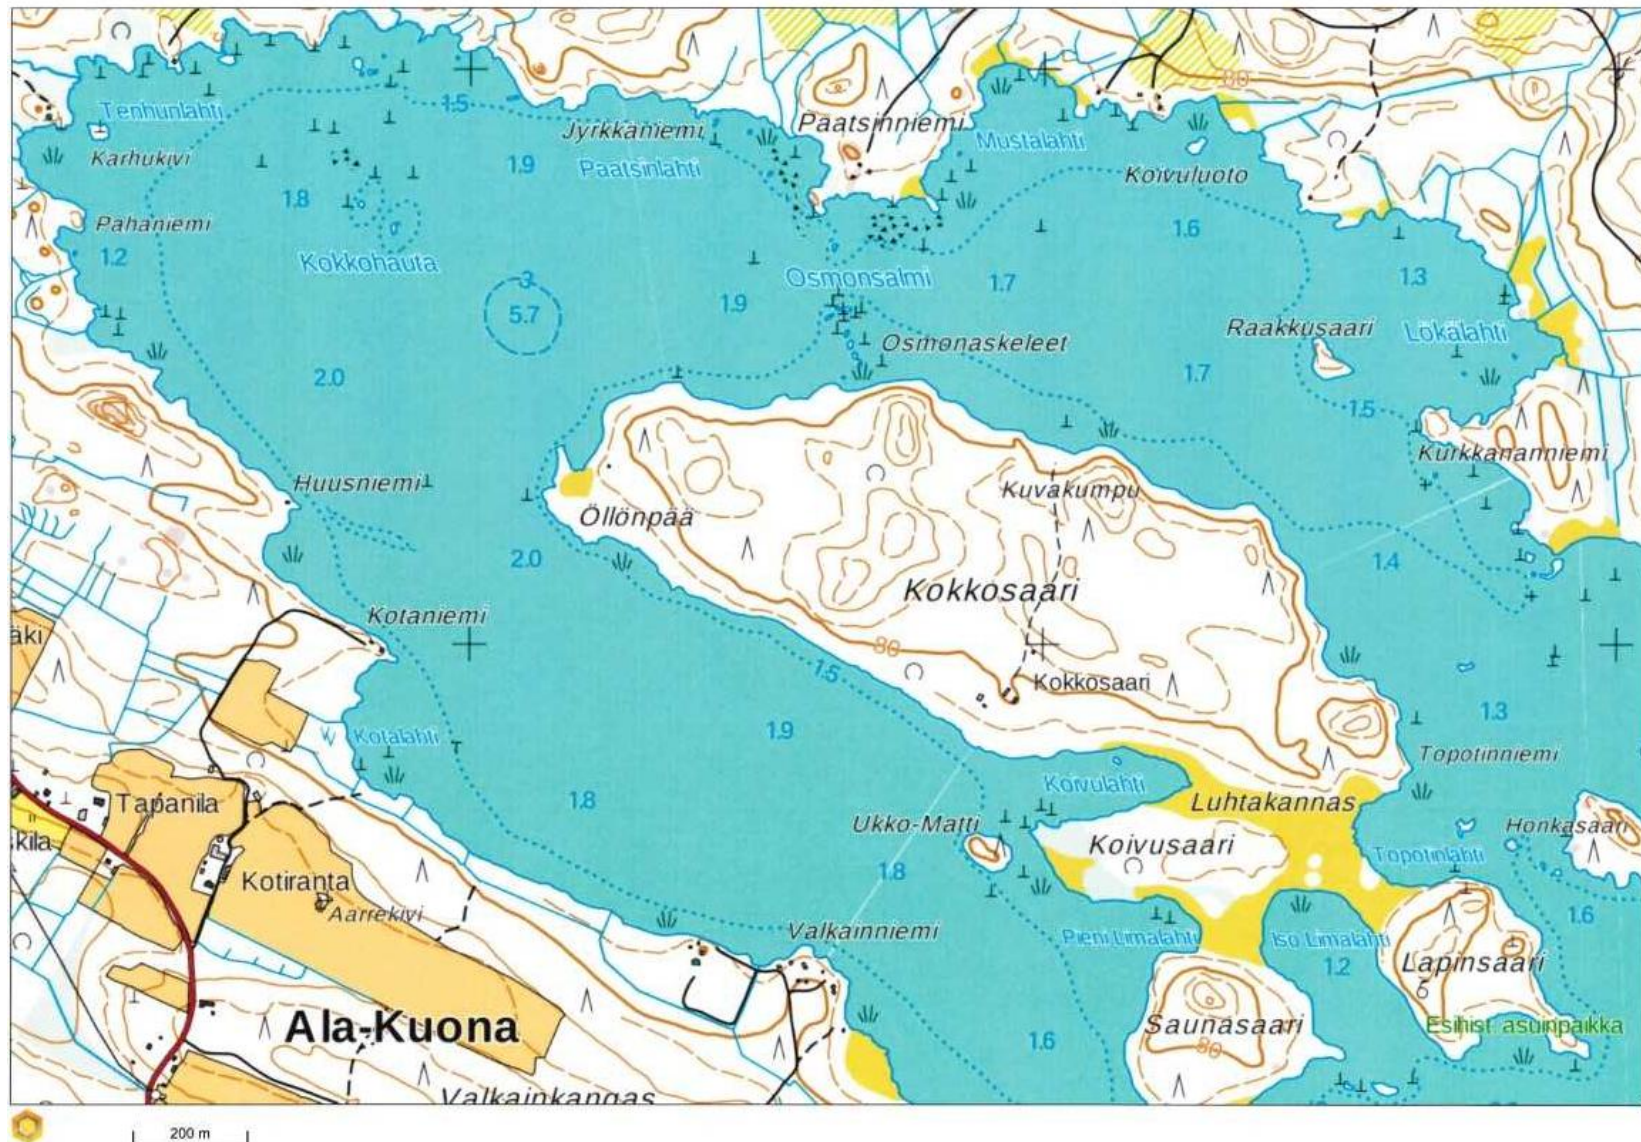 80
Tenhunlahti
1.5
Jyrkkäniemi
Paatsinniemi
Mustalahti
Karhukivi
1.9
Paatsinlahti
Koivuluoto
1.8
Pahaniemi
1.6
1.2
Kokkohauta
3
Osmonsalmi
1.7
1.3
5.7
1.9
Raakkusaari
Lökälahti
Osmonaskeleet
2.0
1.7
1.5
Kurkkananniemi
Huusniemi
Kuvakumpu
Öllönpää
2.0
1.4
Kokkosaari
Kotaniemi
äki
80
1.5
Kokkosaari
1.3
Kotalahti
1.9
Topotinniemi
Koivulahti
Tapanila
1.8
Luhtakannas
Ukko-Matti
Honkasaari
kila
Koivusaari
Topotinlahti
1.8
Kotiranta
Aarrekivi
1.6
Valkainniemi
Pieni Limalahti
Iso Limalahti
1.2
Lapinsaari
Ala-Kuona
Saunasaari
Esihist. asuinpaikka
1.6
80
Valkainkangas
200 m